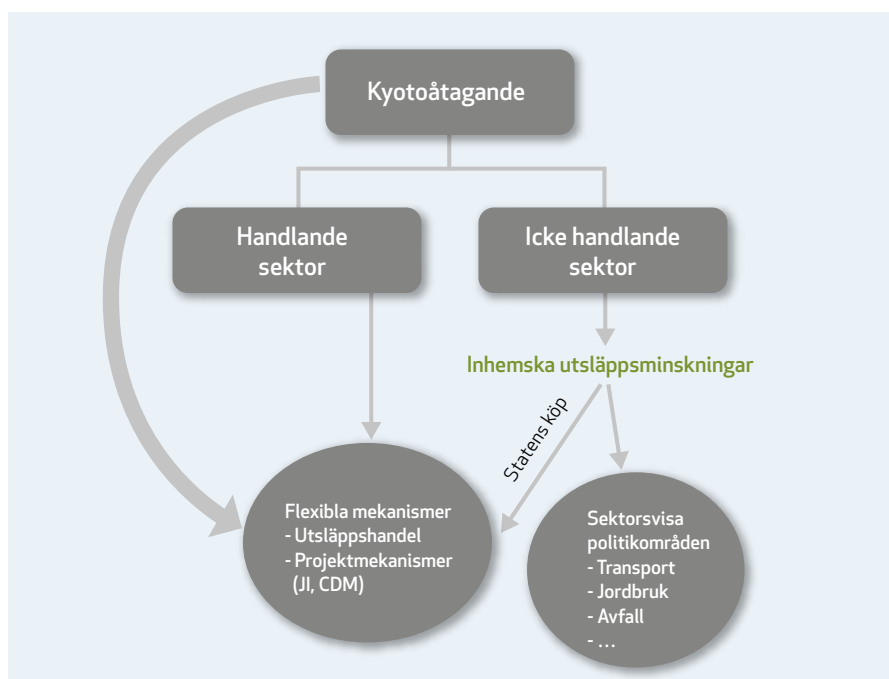 Kyotoåtagande
Handlande
sektor
Icke handlande
sektor
Inhemska utsläppsminskningar
Statens köp
Flexibla mekanismer
- Utsläppshandel
- Projektmekanismer
(JI, CDM)
Sektorsvisa
politikområden
- Transport
- Jordbruk
- Avfall
- ...